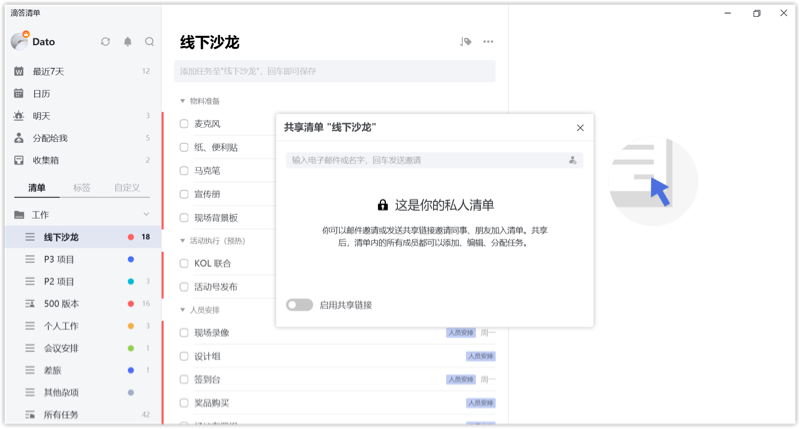 滴答清单
Dato
最近7天 12
日历
明天 3
分配给我 5
收集箱 2
清单 标签 自定义
工作
线下沙龙 18
P3 项目
P2 项目 3
500 版本 16
个人工作 3
会议安排 1
差旅 1
其他杂项
所有任务 42
线下沙龙
添加任务至"线下沙龙"，回车即可保存
物料准备
麦克风
纸、便利贴
马克笔
宣传册
现场背景板
活动执行（预热）
KOL 联合
活动号发布
人员安排
现场录像 人员安排 周一
设计组 人员安排
签到台 人员安排 周一
奖品购买 人员安排
共享清单 "线下沙龙"
输入电子邮件或名字，回车发送邀请
这是你的私人清单
你可以邮件邀请或发送共享链接邀请同事、朋友加入清单。共享
后，清单内的所有成员都可以添加、编辑、分配任务。
启用共享链接